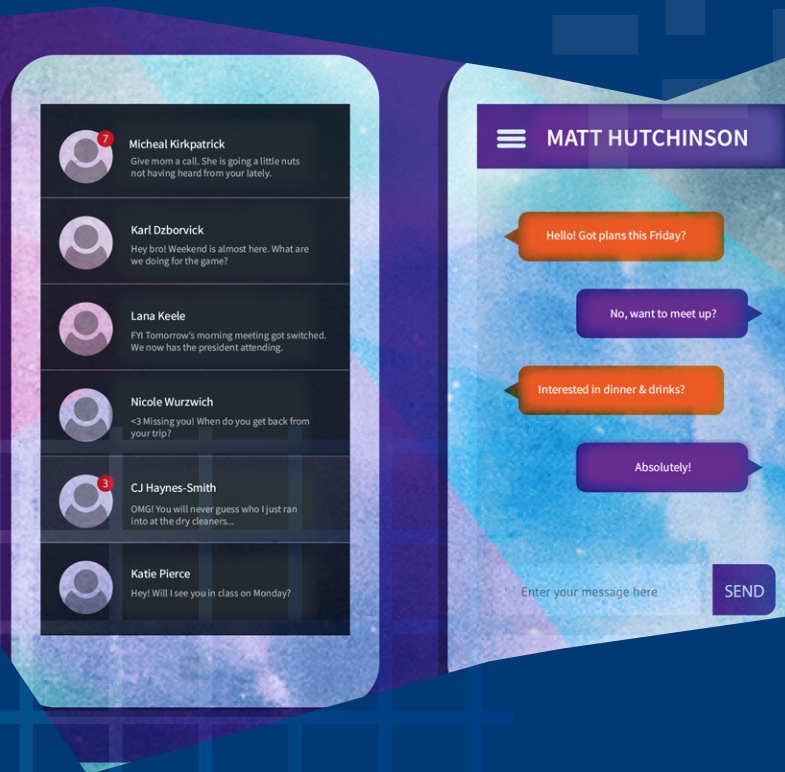 7
Micheal Kirkpatrick
Give mom a call. She is going a little nuts
not having heard from your lately.
Karl Dzborvick
Hey bro! Weekend is almost here. What are
we doing for the game?
Lana Keele
FYI Tomorrow's morning meeting got switched.
We now has the president attending.
Nicole Wurzwich
<3 Missing you! When do you get back from
your trip?
3
CJ Haynes-Smith
OMG! You will never guess who I just ran
into at the dry cleaners...
Katie Pierce
Hey! Will I see you in class on Monday?
MATT HUTCHINSON
Hello! Got plans this Friday?
No, want to meet up?
Interested in dinner & drinks?
Absolutely!
Enter your message here
SEND